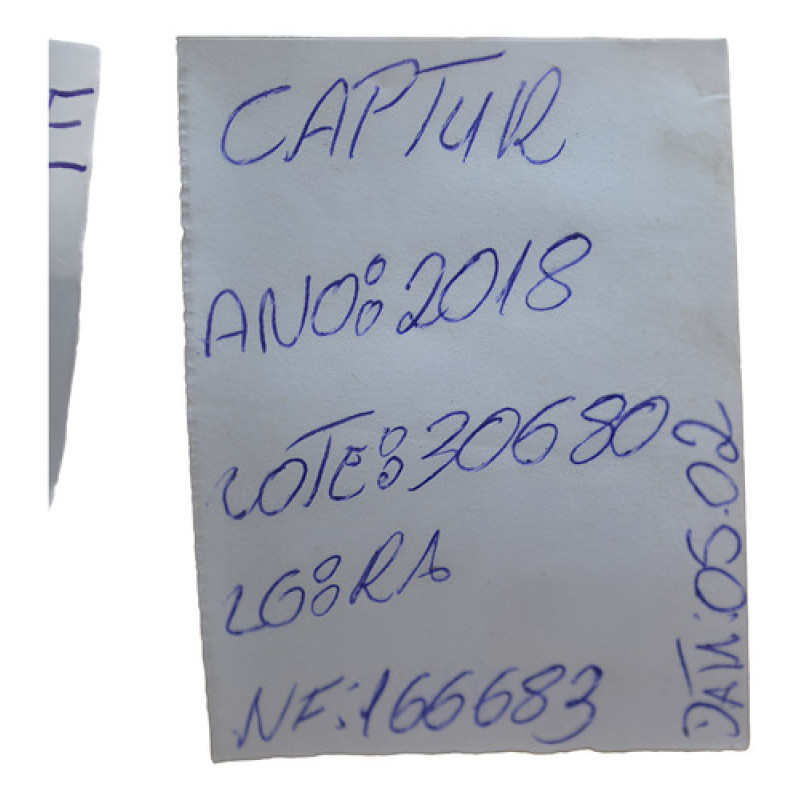 CAPTUR
ANO: 2018
LOTE: 30680
LG: RA
NF: 166683
DATA: 05.02